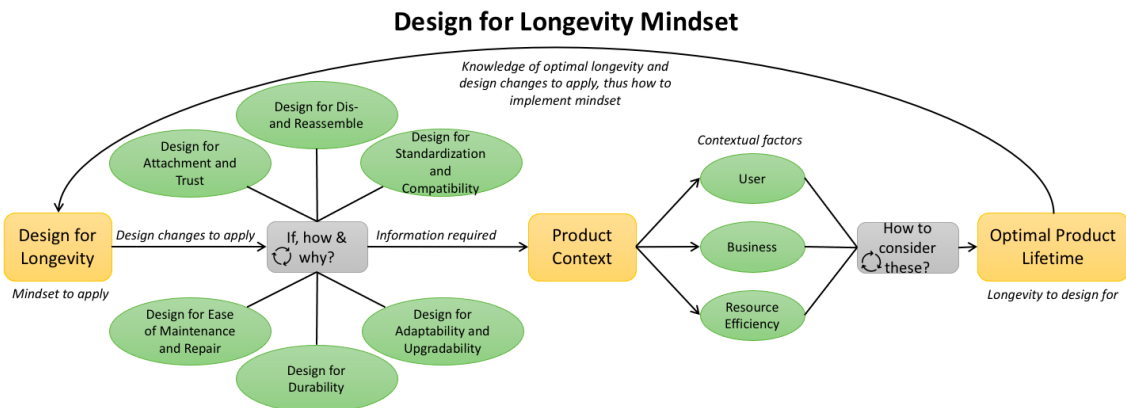 Design for Longevity Mindset
Knowledge of optimal longevity and
design changes to apply, thus how to
implement mindset
Design for Dis-
and Reassemble
Design for
Attachment and
Trust
Design for
Standardization
and
Compatibility
Contextual factors
User
Design for
Longevity
Mindset to apply
Design changes to apply
If, how &
why?
Information required
Product
Context
Business
How to
consider
these?
Optimal Product
Lifetime
Longevity to design for
Design for Ease
of Maintenance
and Repair
Design for
Durability
Design for
Adaptability and
Upgradability
Resource
Efficiency